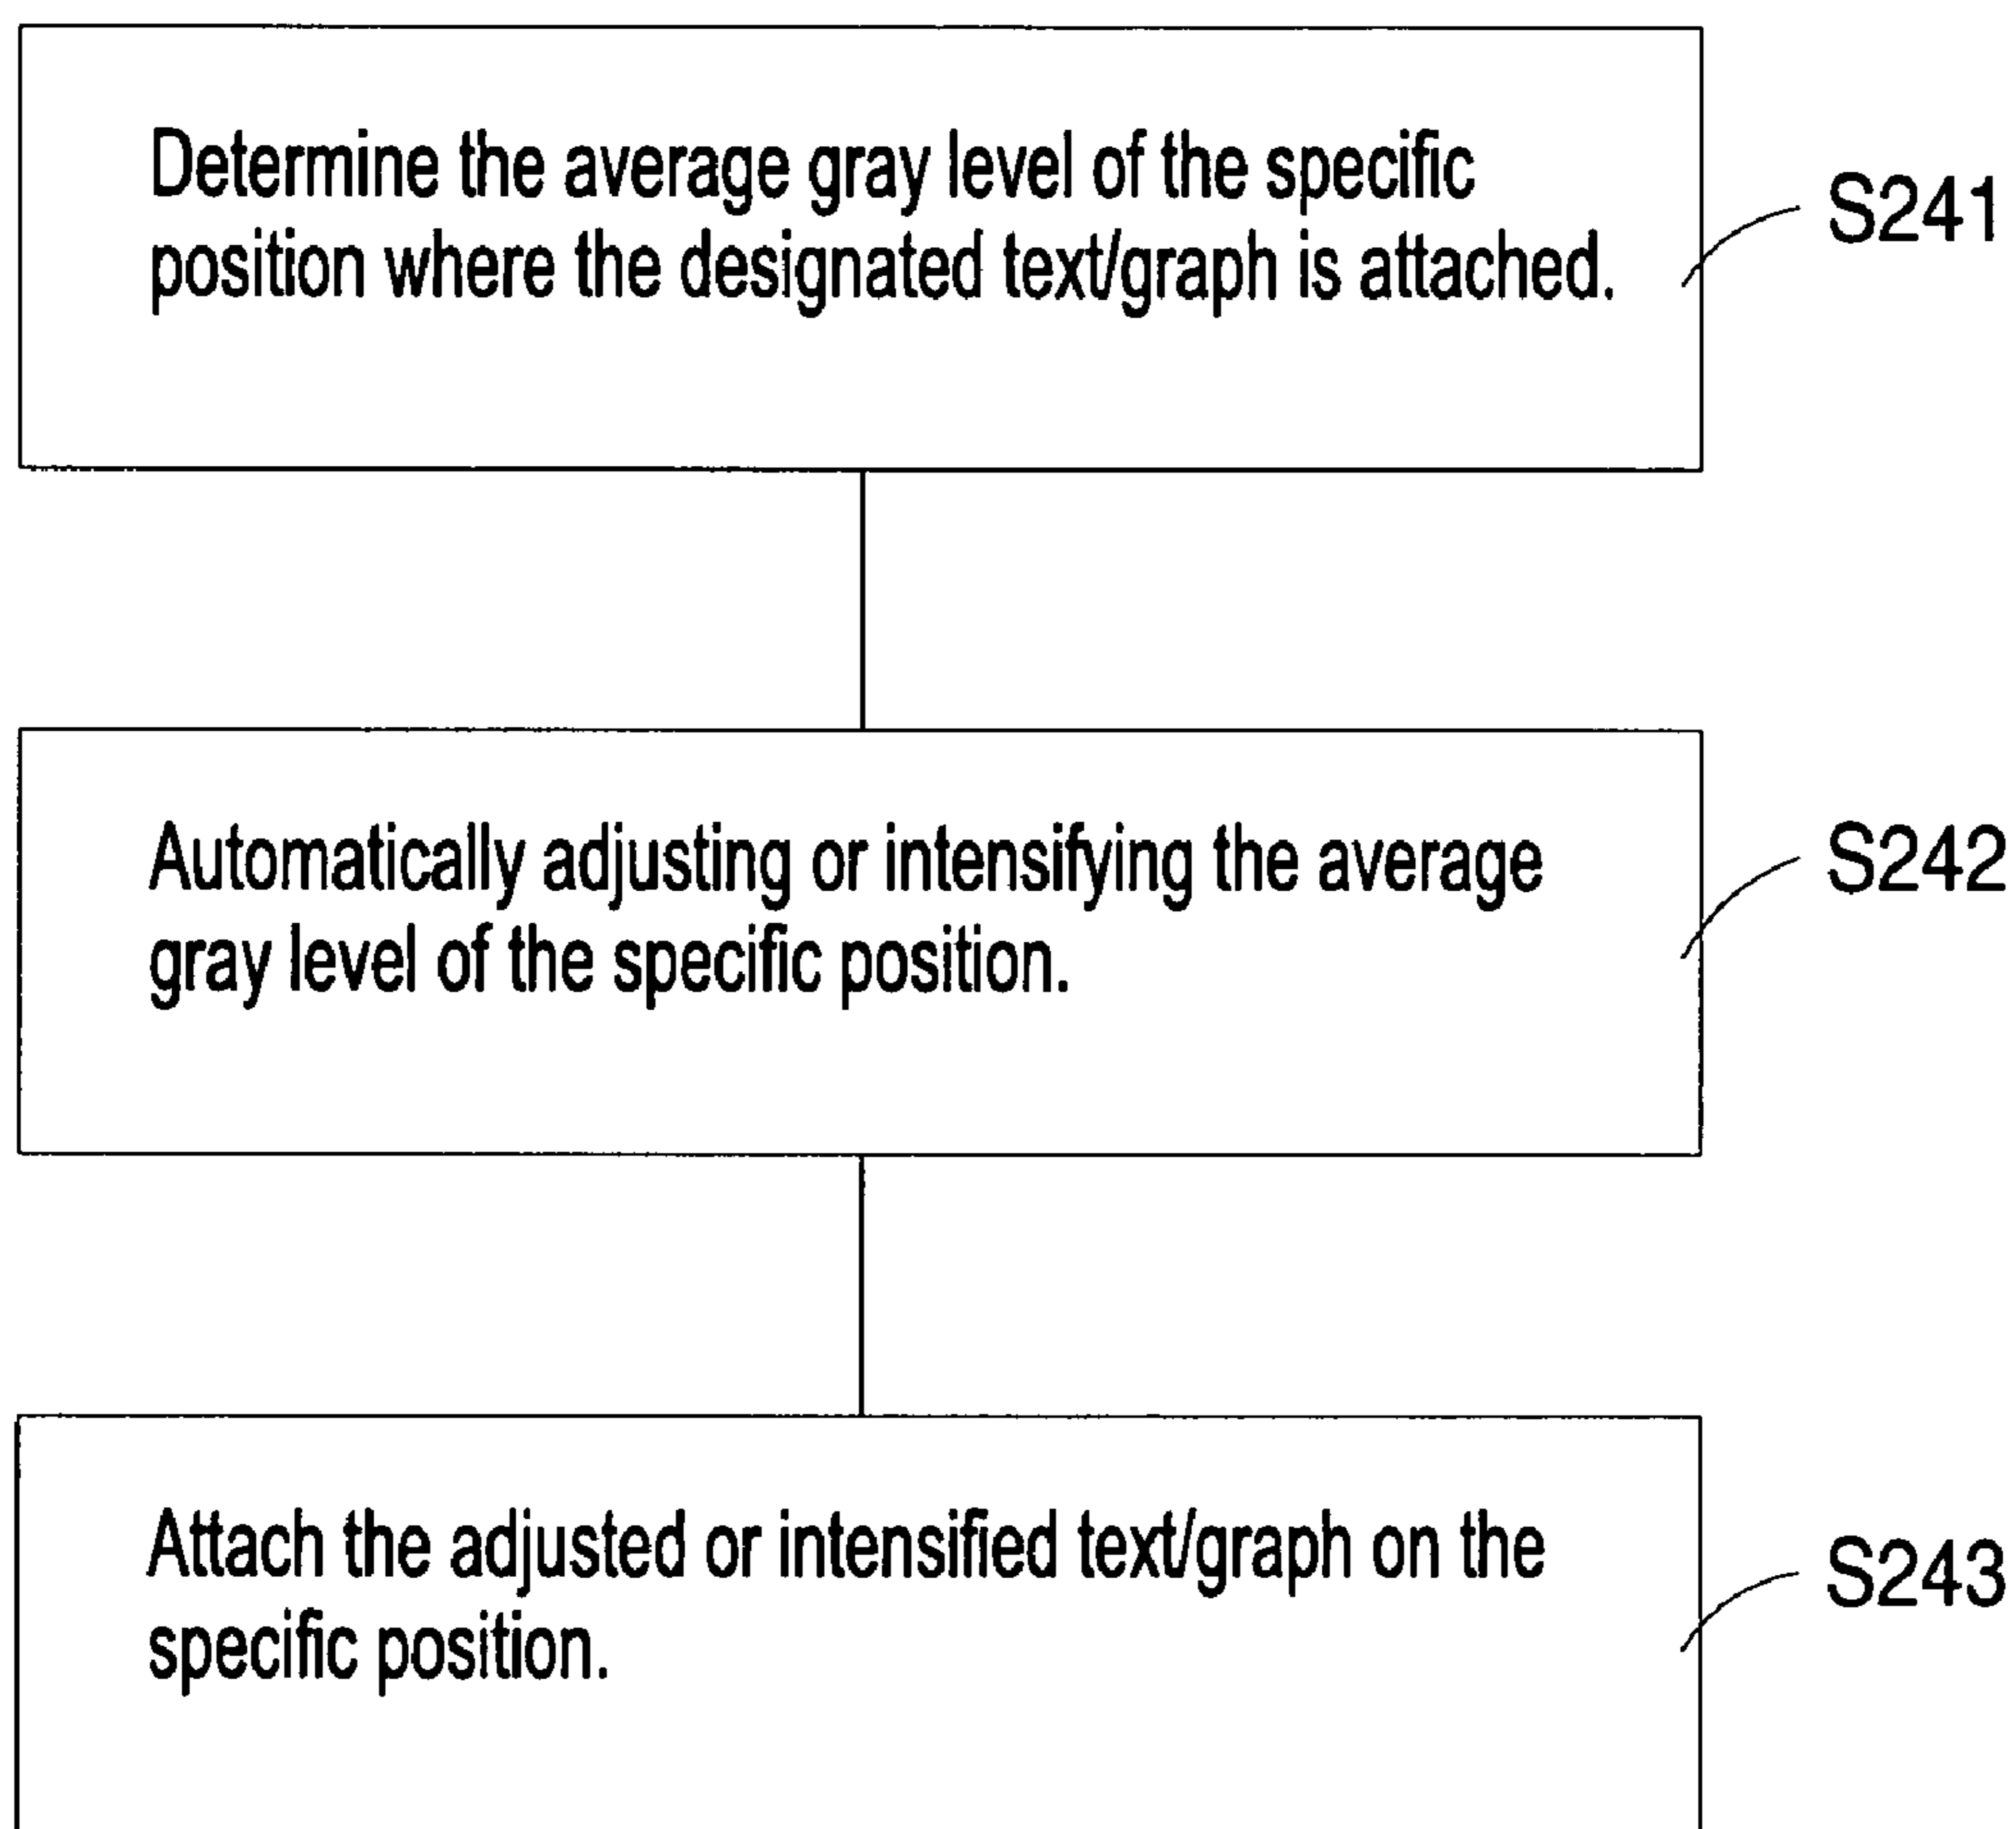 Determine the average gray level of the specific
position where the designated text/graph is attached.
S241
Automatically adjusting or intensifying the average
gray level of the specific position.
S242
Attach the adjusted or intensified text/graph on the
specific position.
S243